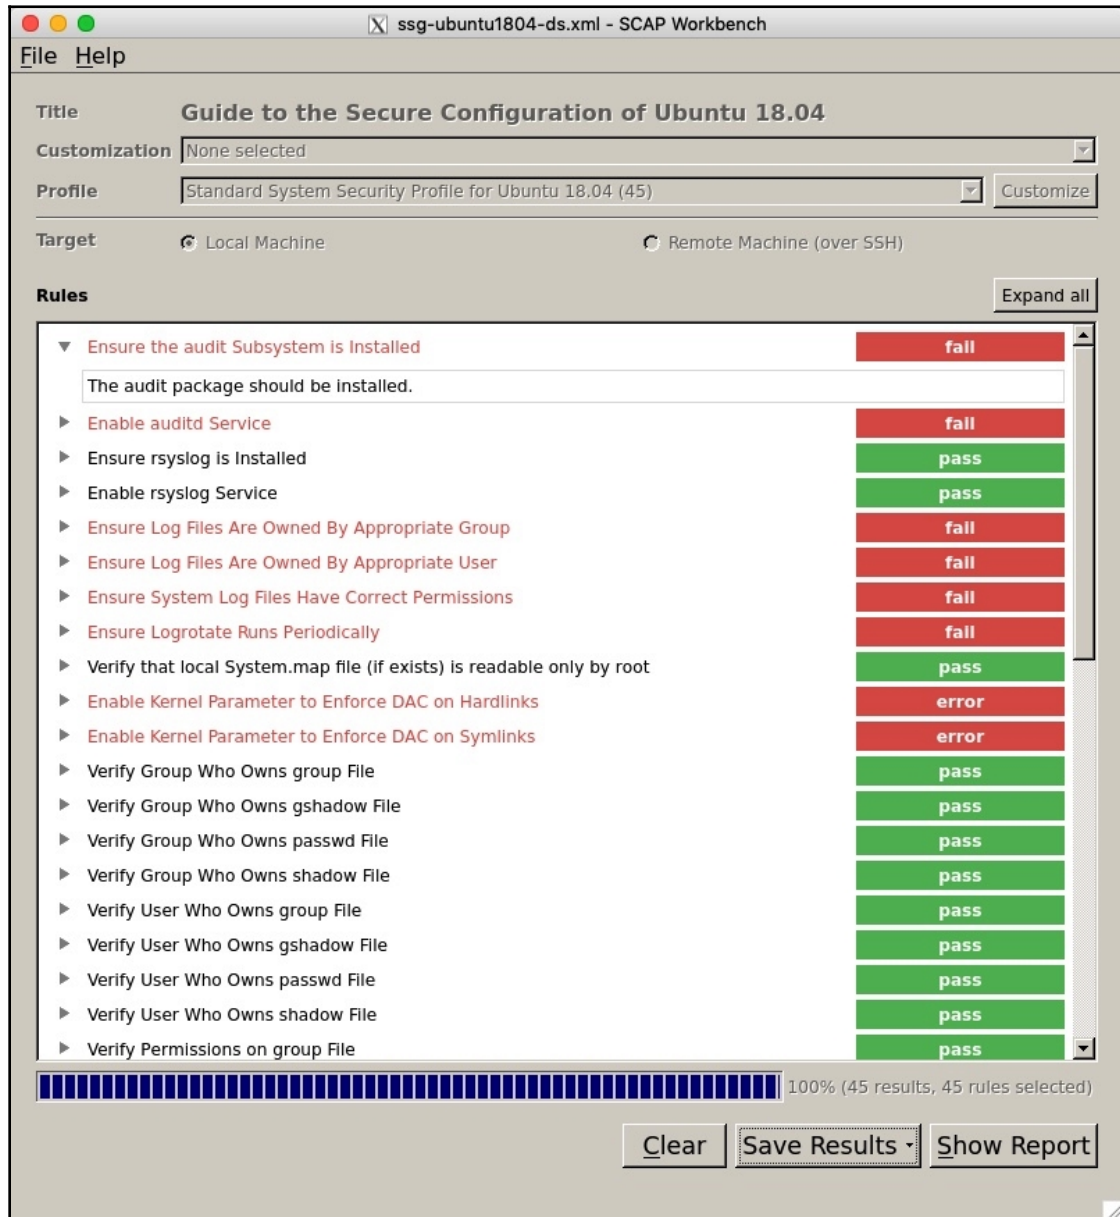 X ssg-ubuntu1804-ds.xml - SCAP Workbench
File Help
Title Guide to the Secure Configuration of Ubuntu 18.04
Customization None selected
Profile Standard System Security Profile for Ubuntu 18.04 (45) Customize
Target Local Machine Remote Machine (over SSH)
Rules Expand all
Ensure the audit Subsystem is Installed fail
The audit package should be installed.
Enable auditd Service fail
Ensure rsyslog is Installed pass
Enable rsyslog Service pass
Ensure Log Files Are Owned By Appropriate Group fail
Ensure Log Files Are Owned By Appropriate User fail
Ensure System Log Files Have Correct Permissions fail
Ensure Logrotate Runs Periodically fail
Verify that local System.map file (if exists) is readable only by root pass
Enable Kernel Parameter to Enforce DAC on Hardlinks error
Enable Kernel Parameter to Enforce DAC on Symlinks error
Verify Group Who Owns group File pass
Verify Group Who Owns gshadow File pass
Verify Group Who Owns passwd File pass
Verify Group Who Owns shadow File pass
Verify User Who Owns group File pass
Verify User Who Owns gshadow File pass
Verify User Who Owns passwd File pass
Verify User Who Owns shadow File pass
Verify Permissions on group File pass
100% (45 results, 45 rules selected)
Clear Save Results Show Report